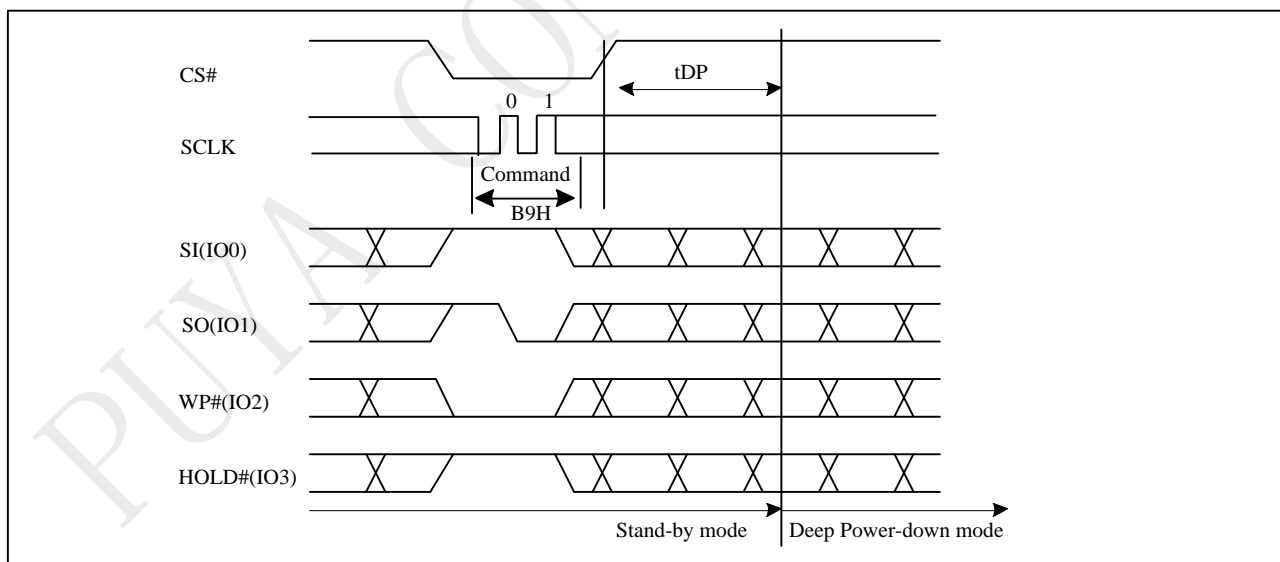 CS#
tDP
0 1
SCLK
Command
B9H
SI(IO0)
SO(IO1)
WP#(IO2)
HOLD#(IO3)
Stand-by mode Deep Power-down mode
PUYA